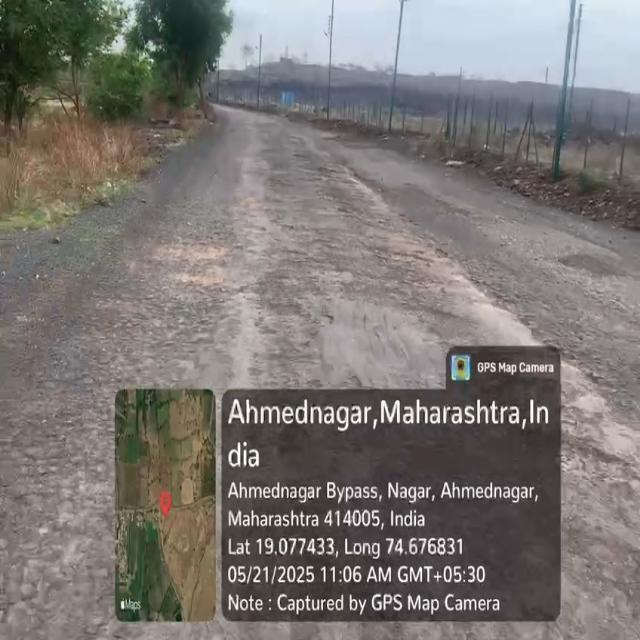 GPS Map Camera
Ahmednagar,Maharashtra,In
dia
Ahmednagar Bypass, Nagar, Ahmednagar,
Maharashtra 414005, India
Lat 19.077433, Long 74.676831
05/21/2025 11:06 AM GMT+05:30
Note : Captured by GPS Map Camera
Maps